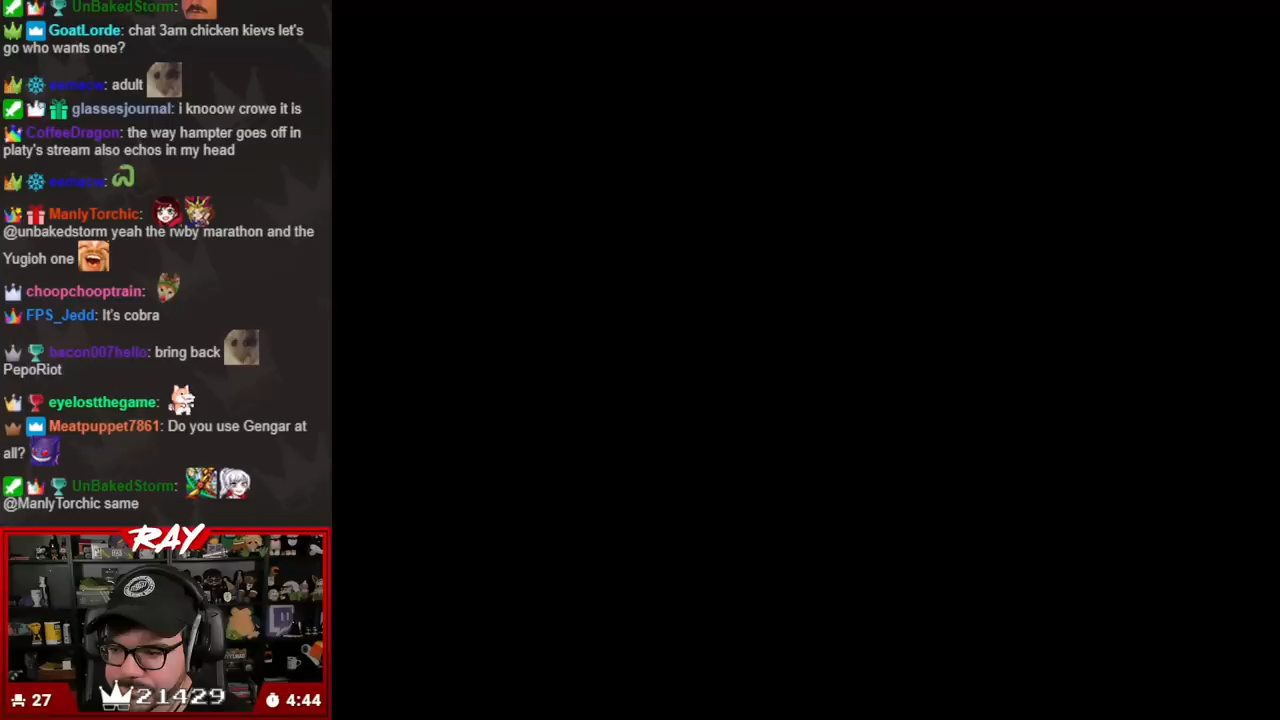 UnBakedStorm:
GoatLorde: chat 3am chicken kievs let's
go who wants one?
: adult
glassesjournal: i knooow crowe it is
CoffeeDragon: the way hampter goes off in
platy's stream also echos in my head
ManlyTorchic:
@unbakedstorm yeah the rwby marathon and the
Yugioh one
choopchooptrain:
FPS_Jedd: It's cobra
bacon007hello: bring back
PepoRiot
eyelostthegame:
Meatpuppet7861: Do you use Gengar at
all?
UnBakedStorm:
@ManlyTorchic same
RAY
27
21429
4:44